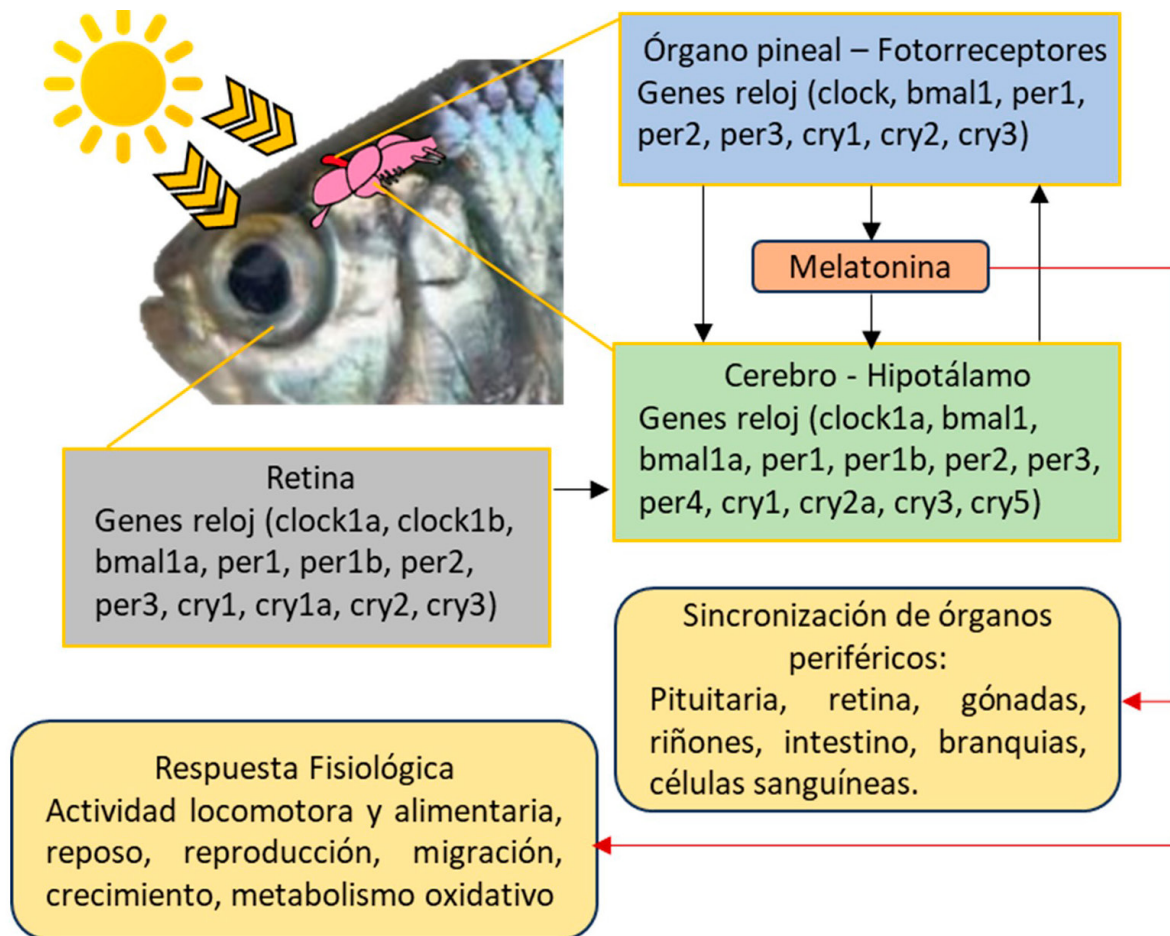 Órgano pineal – Fotorreceptores
Genes reloj (clock, bmal1, per1,
per2, per3, cry1, cry2, cry3)
Melatonina
Cerebro - Hipotálamo
Genes reloj (clock1a, bmal1,
bmal1a, per1, per1b, per2, per3,
per4, cry1, cry2a, cry3, cry5)
Retina
Genes reloj (clock1a, clock1b,
bmal1a, per1, per1b, per2,
per3, cry1, cry1a, cry2, cry3)
Sincronización de órganos
periféricos:
Pituitaria, retina, gónadas,
riñones, intestino, branquias,
células sanguíneas.
Respuesta Fisiológica
Actividad locomotora y alimentaria,
reposo, reproducción, migración,
crecimiento, metabolismo oxidativo